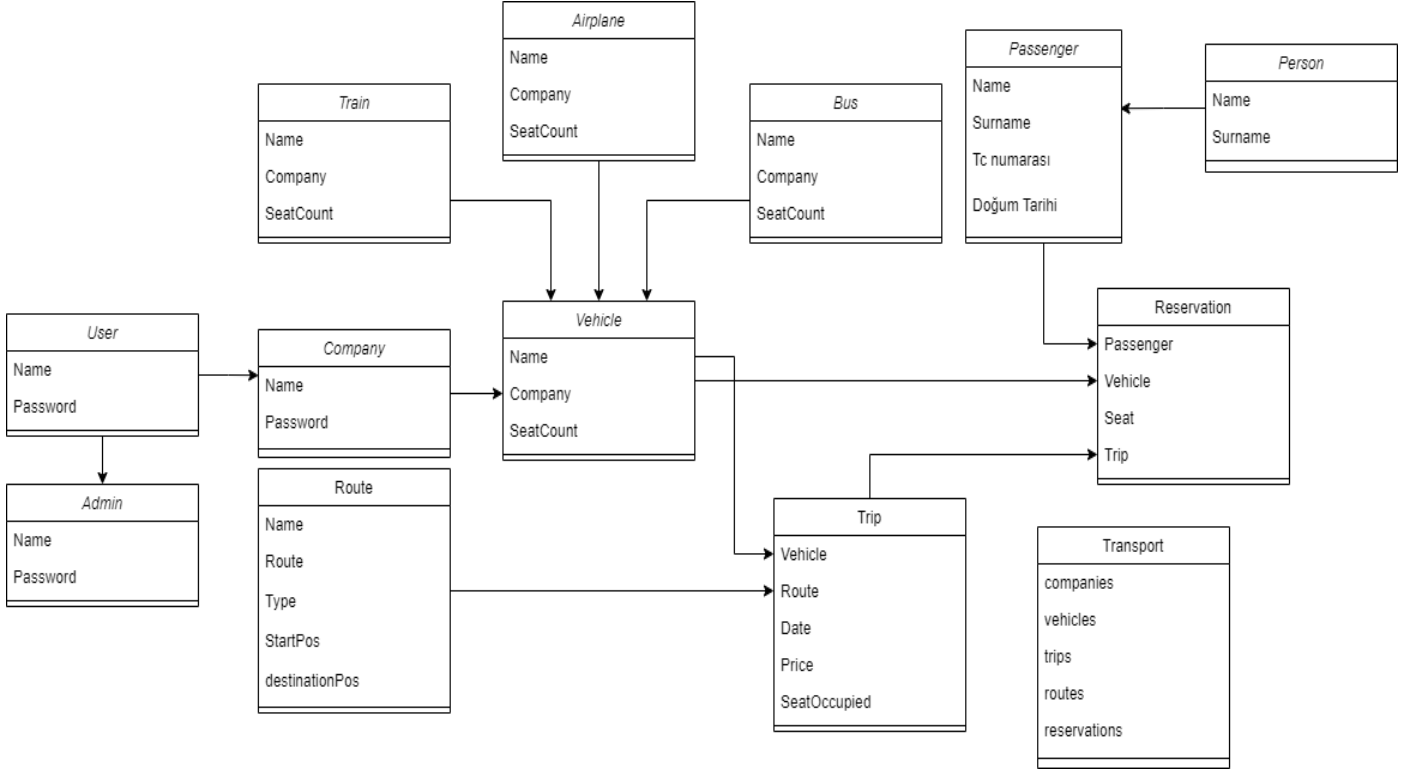 Airplane
Name
Company
SeatCount
Train
Name
Company
SeatCount
Bus
Name
Company
SeatCount
Passenger
Name
Surname
Tc numarası
Doğum Tarihi
Person
Name
Surname
User
Name
Password
Company
Name
Password
Vehicle
Name
Company
SeatCount
Reservation
Passenger
Vehicle
Seat
Trip
Admin
Name
Password
Route
Name
Route
Type
StartPos
destinationPos
Trip
Vehicle
Route
Date
Price
SeatOccupied
Transport
companies
vehicles
trips
routes
reservations